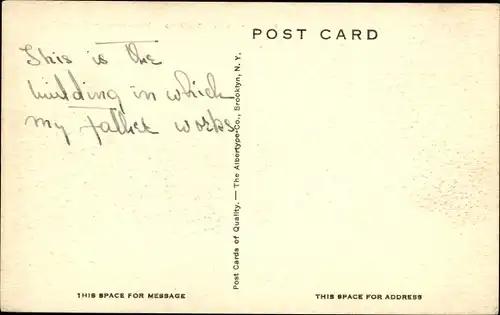 POST CARD
This is the
building in which
my father works.
Post Cards of Quality. — The Albertype Co., Brooklyn, N. Y.
THIS SPACE FOR MESSAGE
THIS SPACE FOR ADDRESS